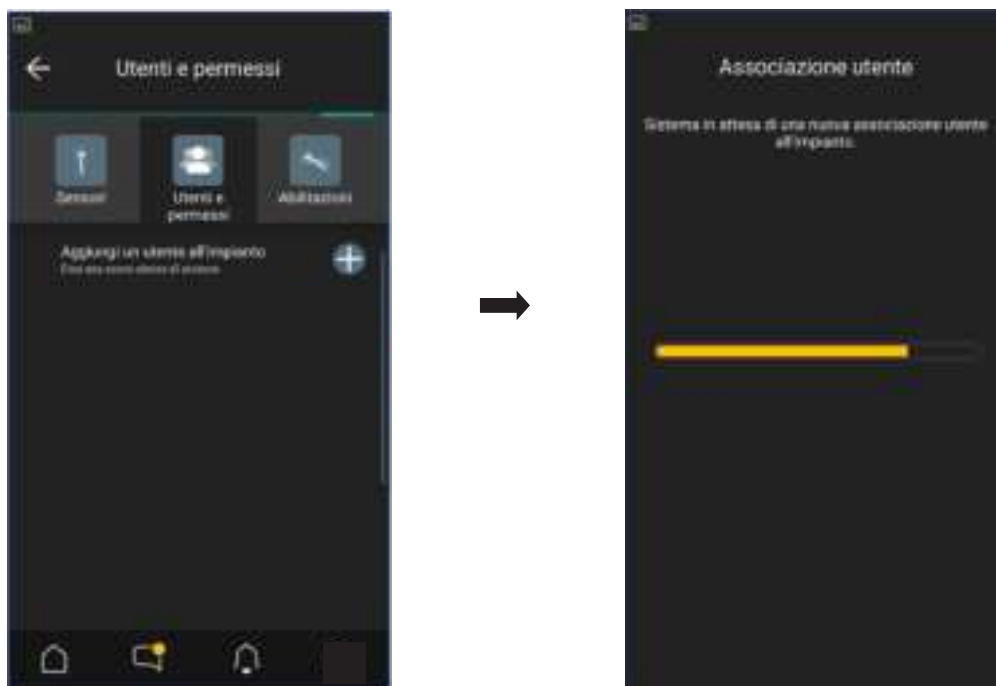 Utenti e permessi
Sensori
Utenti e
permessi
Abilitazioni
Aggiungi un utente all'impianto
Associazione utente
Sistema in attesa di una nuova associazione utente
all'impianto.